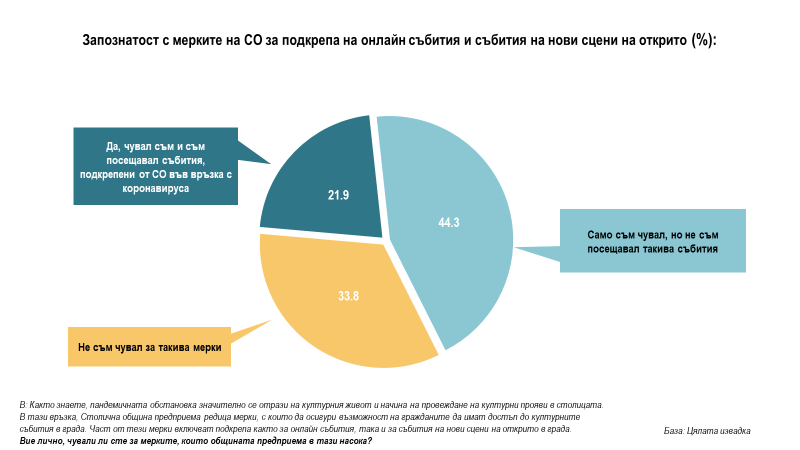 Запознатост с мерките на СО за подкрепа на онлайн събития и събития на нови сцени на открито (%):
Да, чувал съм и съм
посещавал събития,
подкрепени от СО във връзка с
коронавируса
21.9
44.3
Само съм чувал, но не съм
посещавал такива събития
33.8
Не съм чувал за такива мерки
В: Както знаете, пандемичната обстановка значително се отрази на културния живот и начина на провеждане на културни прояви в столицата.
В тази връзка, Столична община предприема редица мерки, с които да осигури възможност на гражданите да имат достъп до културните
събития в града. Част от тези мерки включват подкрепа както за онлайн събития, така и за събития на нови сцени на открито в града.
Вие лично, чували ли сте за мерките, които общината предприема в тази насока?
База: Цялата извадка